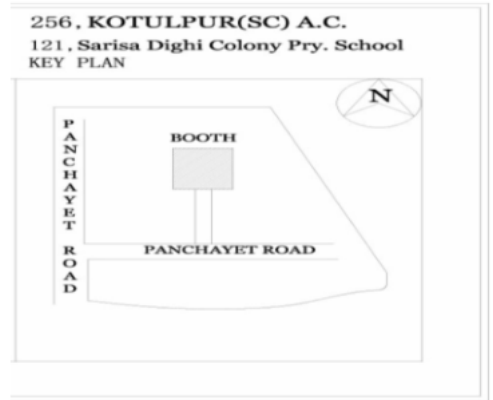 256, KOTULPUR(SC) A.C.
121, Sarisa Dighi Colony Pry. School
KEY PLAN
N
BOOTH
PANCHAYET ROAD
PANCHAYET ROAD